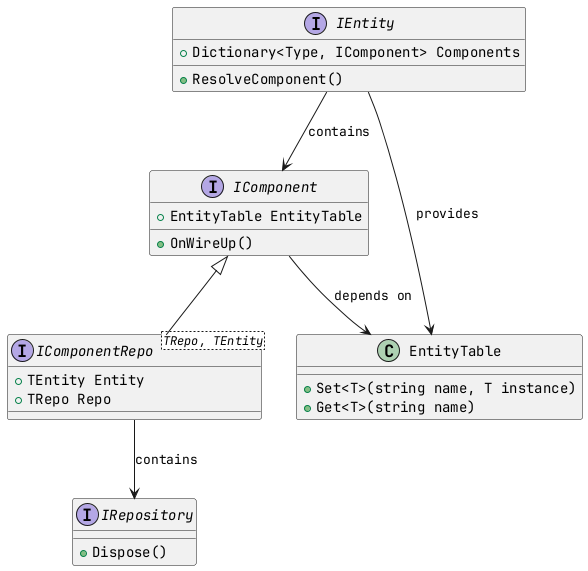 I IEntity
Dictionary<Type, IComponent> Components
ResolveComponent()
contains
provides
I IComponent
EntityTable EntityTable
OnWireUp()
depends on
I IComponentRepo
TRepo, TEntity
TEntity Entity
TRepo Repo
C EntityTable
Set<T>(string name, T instance)
Get<T>(string name)
contains
I IRepository
Dispose()